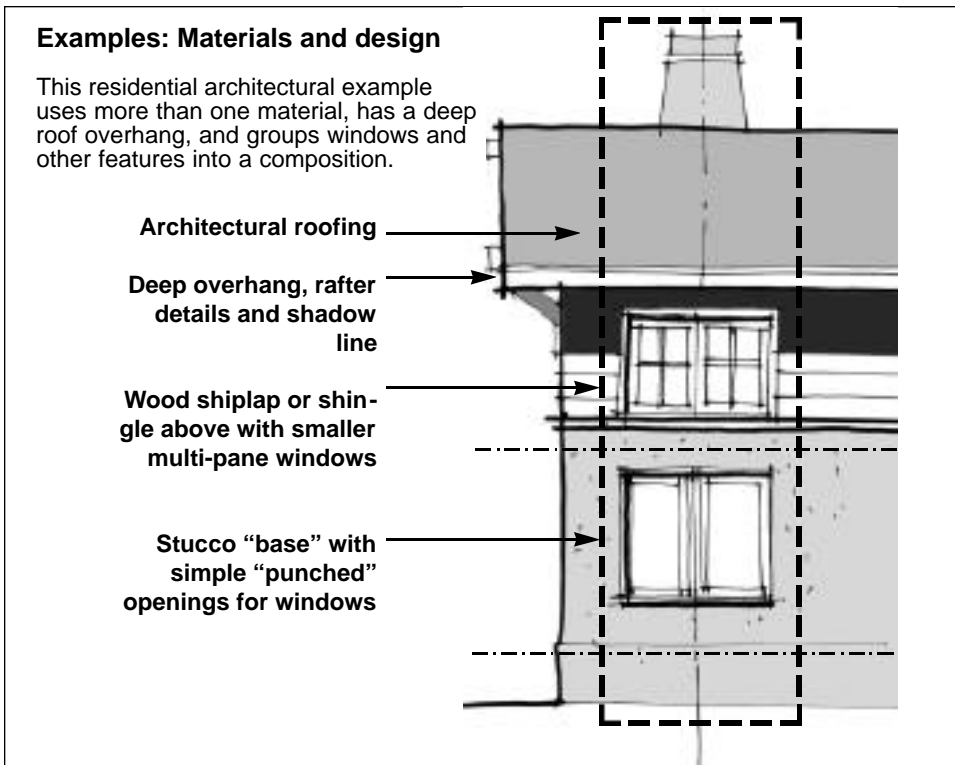 Examples: Materials and design
This residential architectural example
uses more than one material, has a deep
roof overhang, and groups windows and
other features into a composition.
Architectural roofing
Deep overhang, rafter
details and shadow
line
Wood shiplap or shin-
gle above with smaller
multi-pane windows
Stucco “base” with
simple “punched”
openings for windows